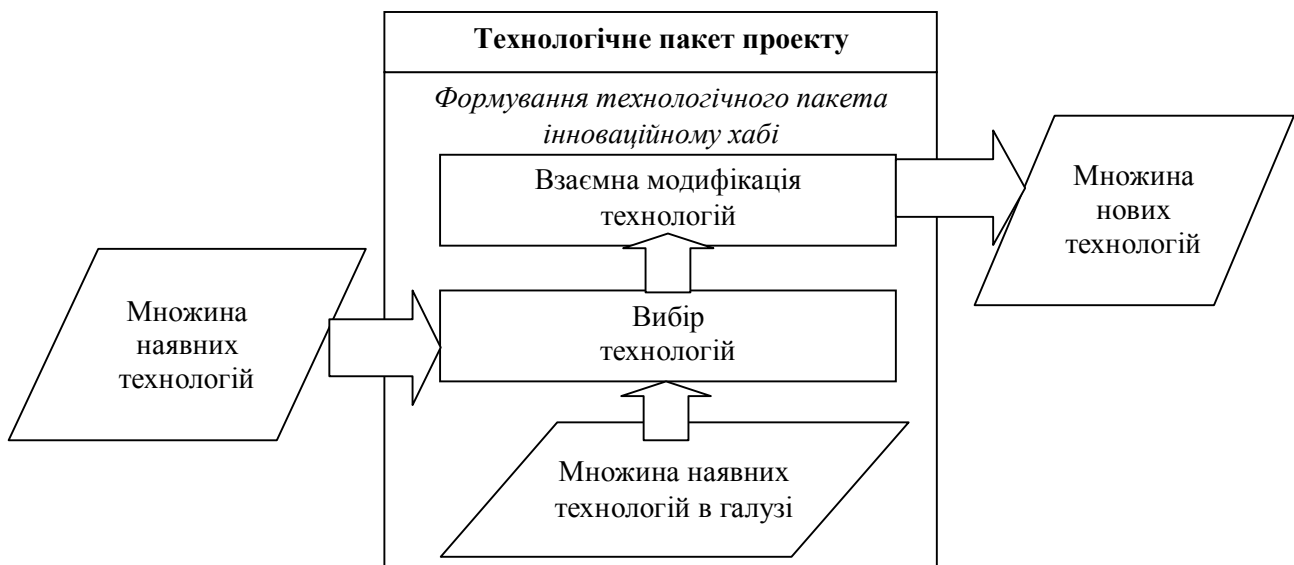 Технологічне пакет проекту
Формування технологічного пакета
інноваційному хабі
Взаємна модифікація
технологій
Множина
нових
технологій
Множина
наявних
технологій
Вибір
технологій
Множина наявних
технологій в галузі